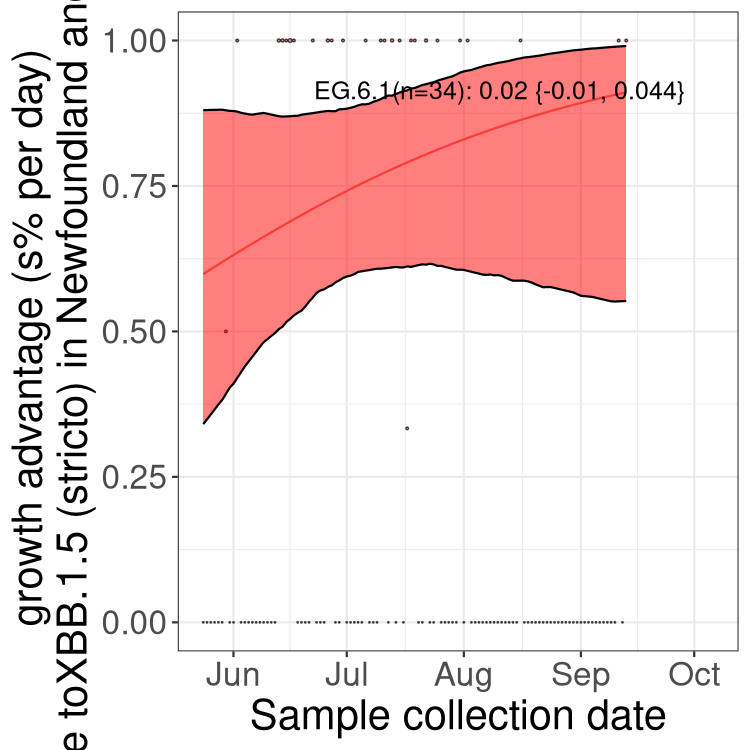 growth advantage (s% per day)
toXBB.1.5 (stricto) in Newfoundland
1.00
0.75
0.50
0.25
0.00
EG.6.1(n=34): 0.02 {-0.01, 0.044}
Jun Jul Aug Sep Oct
Sample collection date